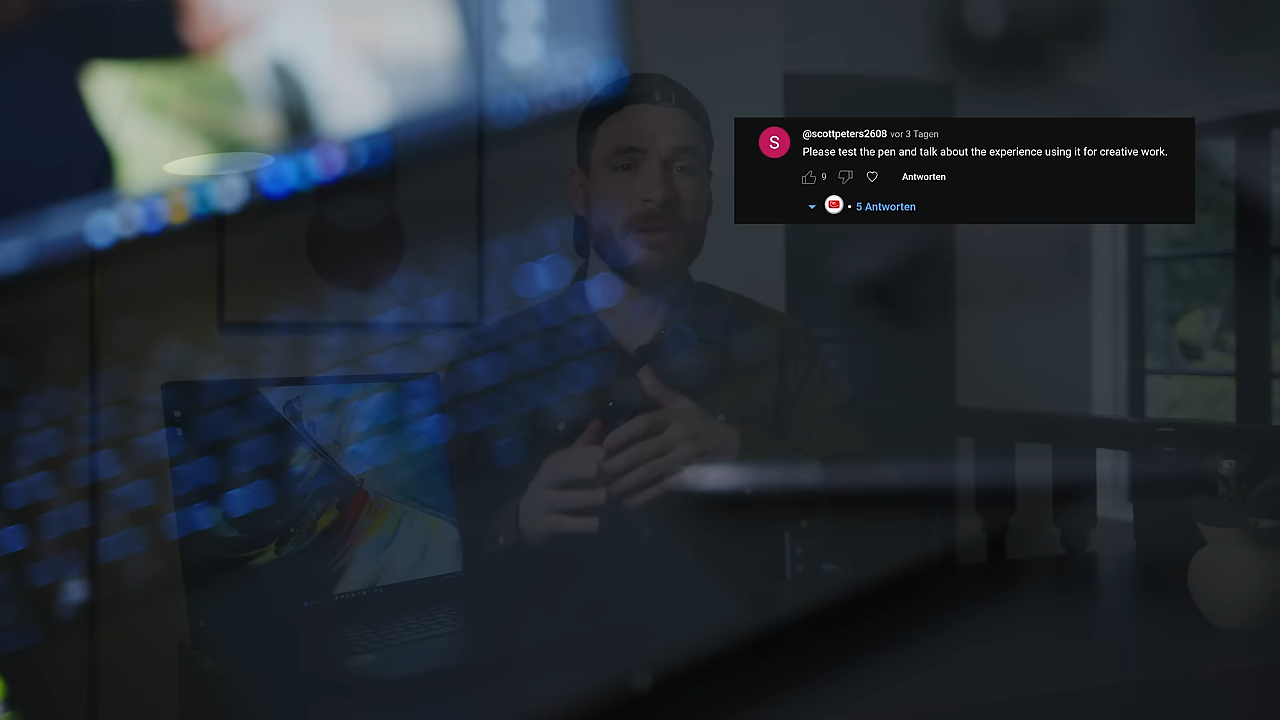 S
@scottpeters2608 vor 3 Tagen
Please test the pen and talk about the experience using it for creative work.
9 Antworten
• 5 Antworten